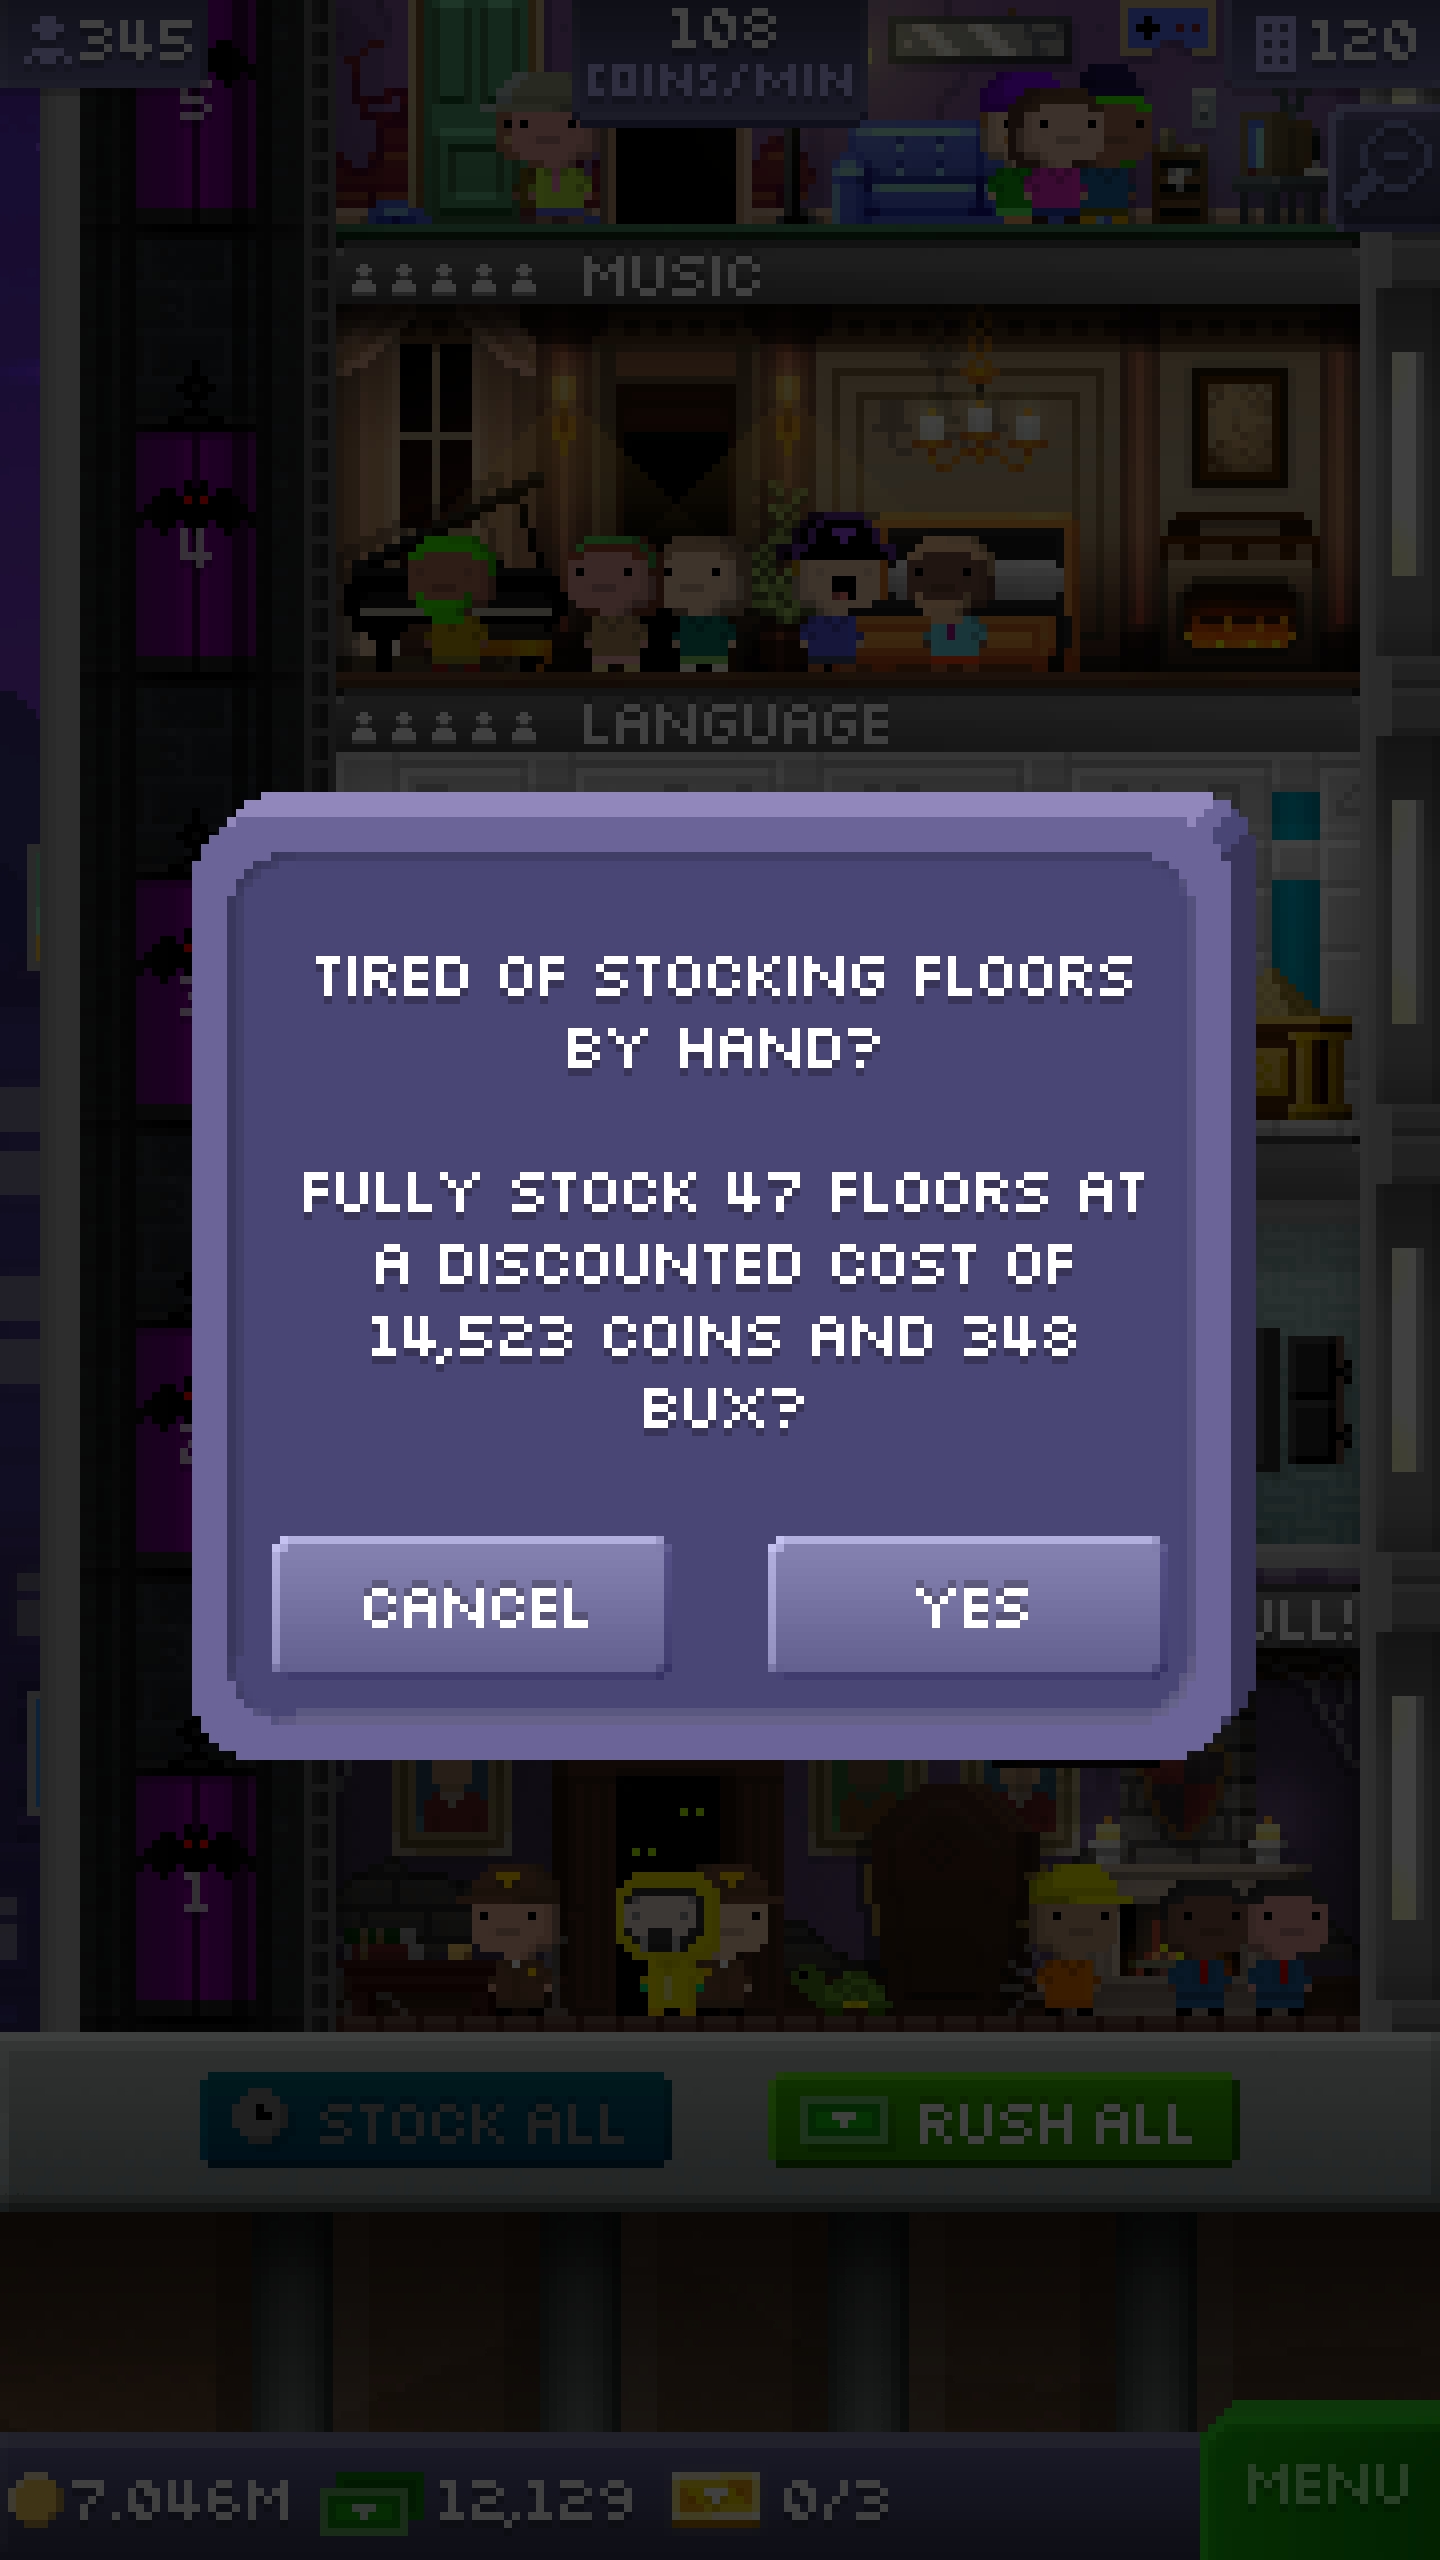 345
108
COINS/MIN
120
5
MUSIC
4
LANGUAGE
TIRED OF STOCKING FLOORS
BY HAND?
FULLY STOCK 47 FLOORS AT
A DISCOUNTED COST OF
14,523 COINS AND 348
BUX?
CANCEL
YES
1
STOCK ALL
RUSH ALL
7.046M
12,129
0/3
MENU